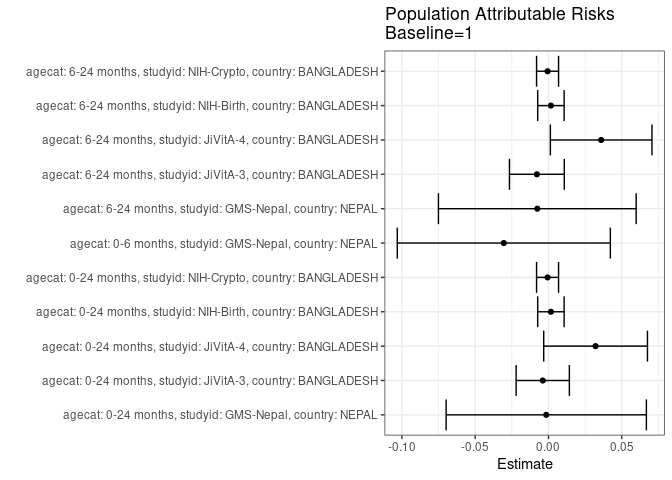 Population Attributable Risks
Baseline=1
agecat: 6-24 months, studyid: NIH-Crypto, country: BANGLADESH
agecat: 6-24 months, studyid: NIH-Birth, country: BANGLADESH
agecat: 6-24 months, studyid: JiVitA-4, country: BANGLADESH
agecat: 6-24 months, studyid: JiVitA-3, country: BANGLADESH
agecat: 6-24 months, studyid: GMS-Nepal, country: NEPAL
agecat: 0-6 months, studyid: GMS-Nepal, country: NEPAL
agecat: 0-24 months, studyid: NIH-Crypto, country: BANGLADESH
agecat: 0-24 months, studyid: NIH-Birth, country: BANGLADESH
agecat: 0-24 months, studyid: JiVitA-4, country: BANGLADESH
agecat: 0-24 months, studyid: JiVitA-3, country: BANGLADESH
agecat: 0-24 months, studyid: GMS-Nepal, country: NEPAL
-0.10 -0.05 0.00 0.05
Estimate